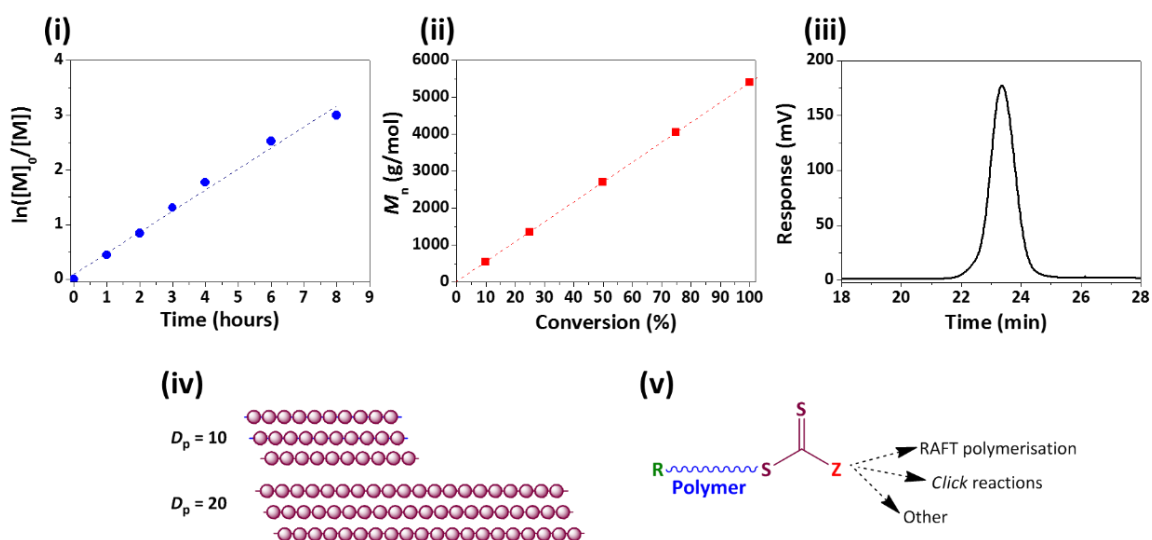 (i)
4
3
2
1
0
ln([M]₀/[M])
0 1 2 3 4 5 6 7 8 9
Time (hours)
(ii)
6000
5000
4000
3000
2000
1000
0
Mₙ (g/mol)
0 10 20 30 40 50 60 70 80 90 100
Conversion (%)
(iii)
200
150
100
50
0
Response (mV)
18 20 22 24 26 28
Time (min)
(iv)
Dₚ = 10
Dₚ = 20
(v)
S
R S Z
Polymer
RAFT polymerisation
Click reactions
Other